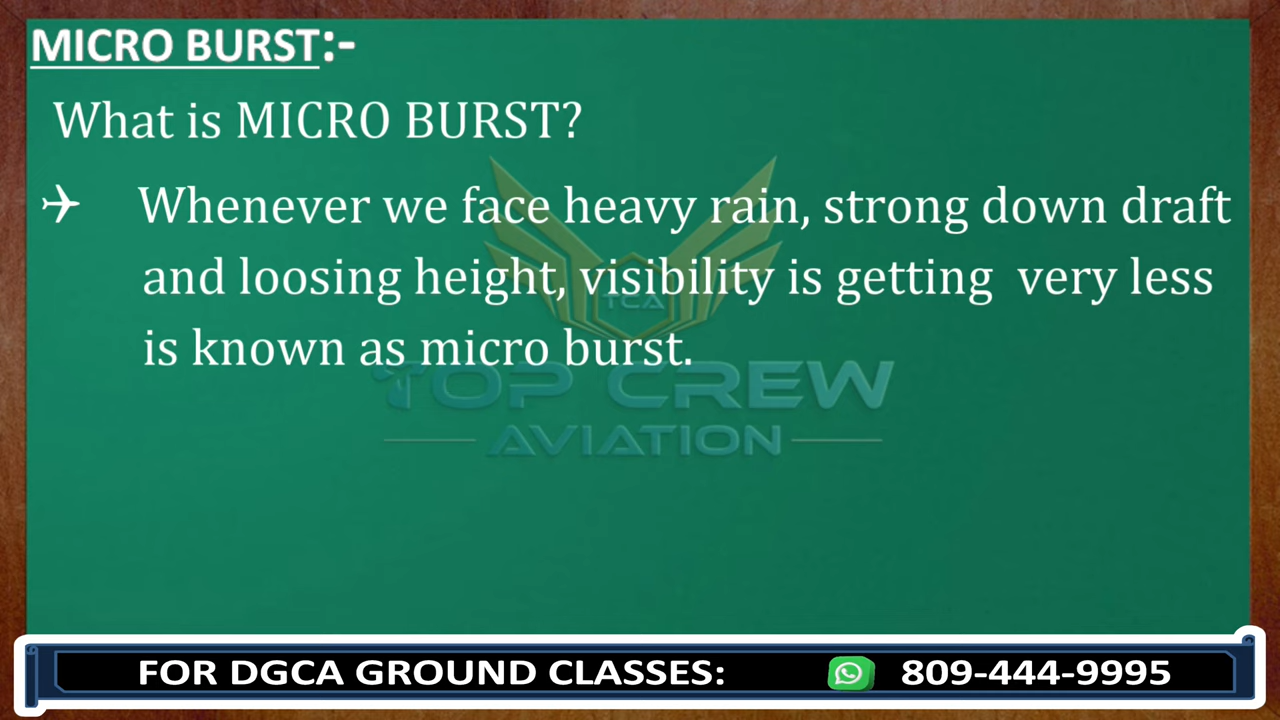 MICRO BURST:-
What is MICRO BURST?
Whenever we face heavy rain, strong down draft
and loosing height, visibility is getting very less
is known as micro burst.
TCA
TOP CREW
AVIATION
FOR DGCA GROUND CLASSES: 809-444-9995